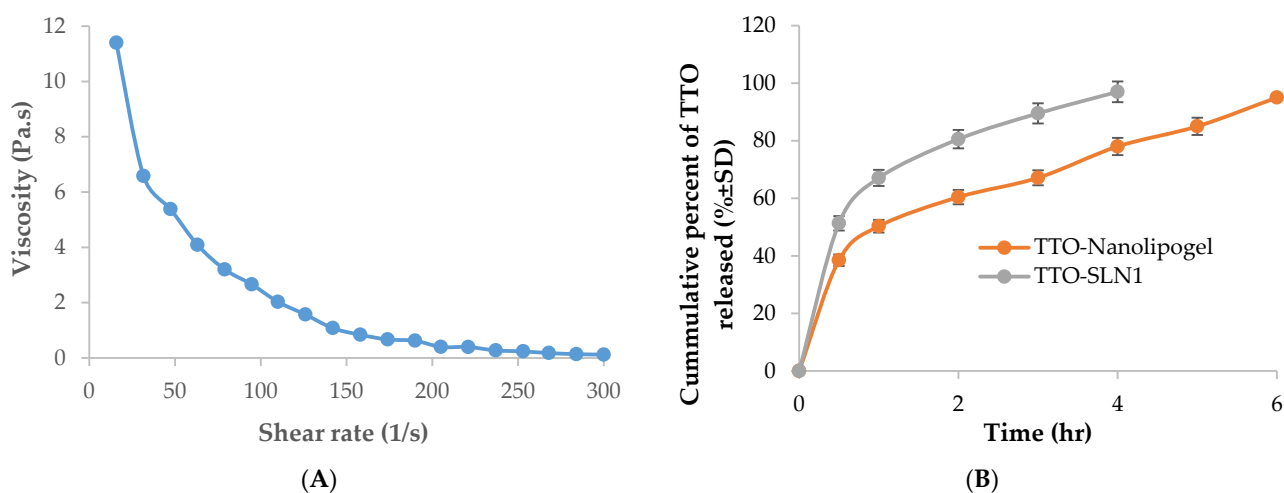 12
10
8
6
4
2
0
Viscosity (Pa.s)
0 50 100 150 200 250 300
Shear rate (1/s)
(A)
120
100
80
60
40
20
0
Cummulative percent of TTO
released (%±SD)
TTO-Nanolipogel
TTO-SLN1
0 2 4 6
Time (hr)
(B)